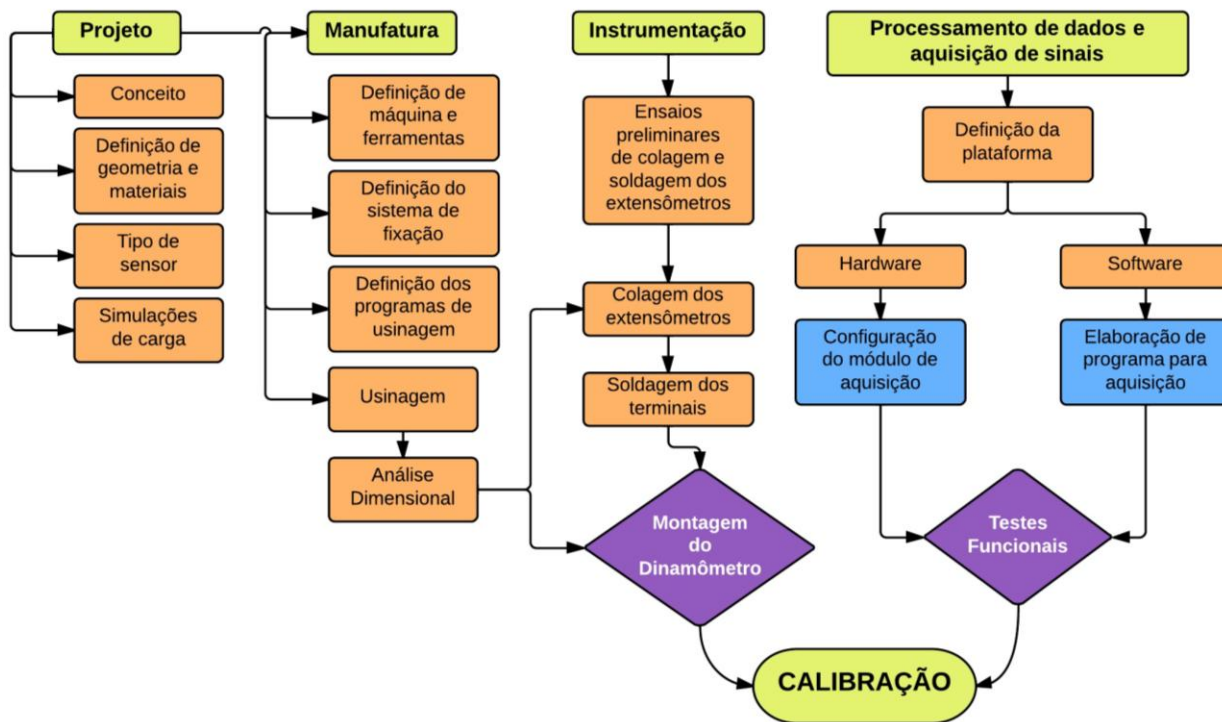 Projeto
Conceito
Definição de
geometria e
materiais
Tipo de
sensor
Simulações
de carga
Manufatura
Definição de
máquina e
ferramentas
Definição do
sistema de
fixação
Definição dos
programas de
usinagem
Usinagem
Análise
Dimensional
Instrumentação
Ensaios
preliminares
de colagem e
soldagem dos
extensômetros
Colagem dos
extensômetros
Soldagem dos
terminais
Montagem
do
Dinamômetro
Processamento de dados e
aquisição de sinais
Definição da
plataforma
Hardware
Configuração
do módulo de
aquisição
Software
Elaboração de
programa para
aquisição
Testes
Funcionais
CALIBRAÇÃO